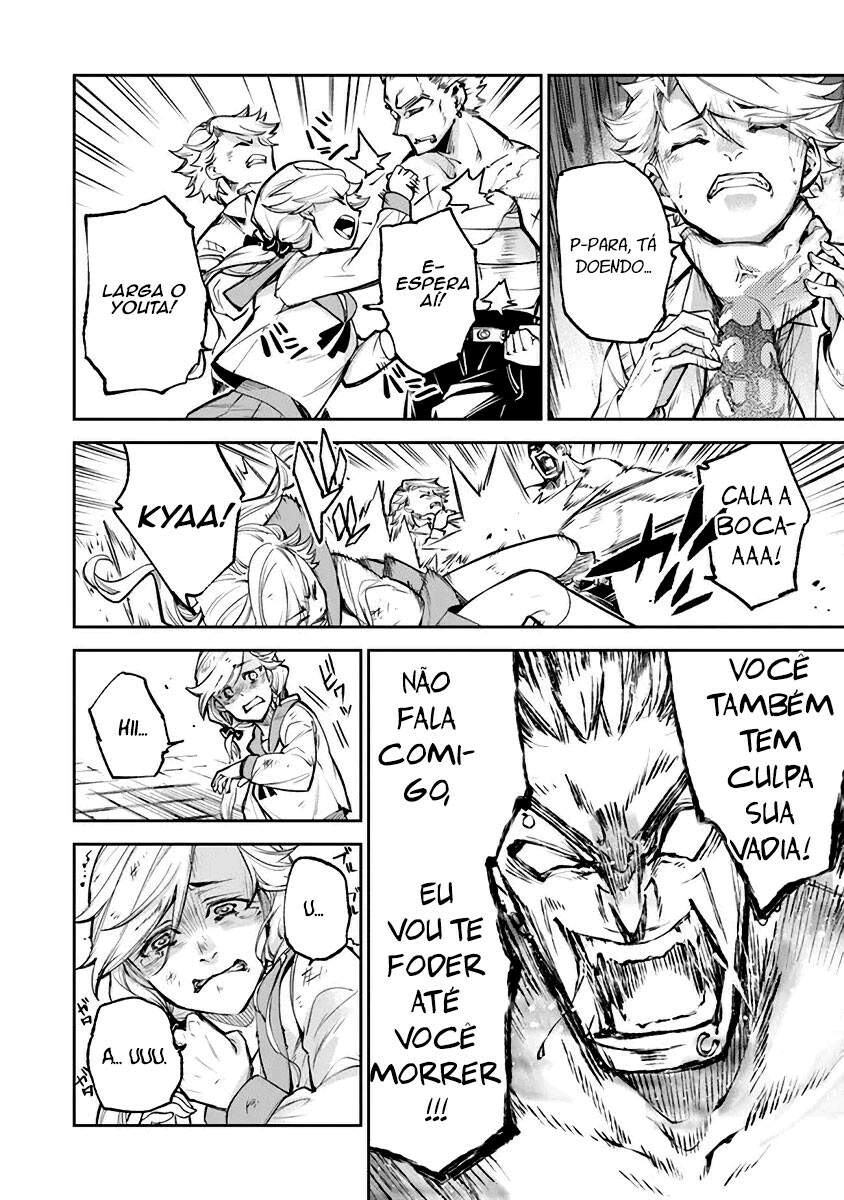 P-PARA, TÁ
DOENDO...
E-
ESPERA
AÍ!
LARGA O
YOUTA!
CALA A
BOCA-
AAA!
KYAA!
VOCÊ
TAMBÉM
TEM
CULPA
SUA
VADIA!
NÃO
FALA
COMI-
GO,
EU
VOU TE
FODER
ATÉ
VOCÊ
MORRER
!!!
HII...
U...
A... UUU.